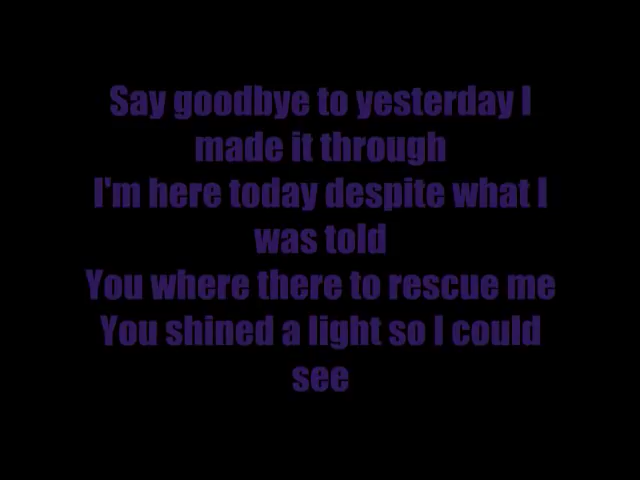 Say goodbye to yesterday I
made it through
I'm here today despite what I
was told
You where there to rescue me
You shined a light so I could
see